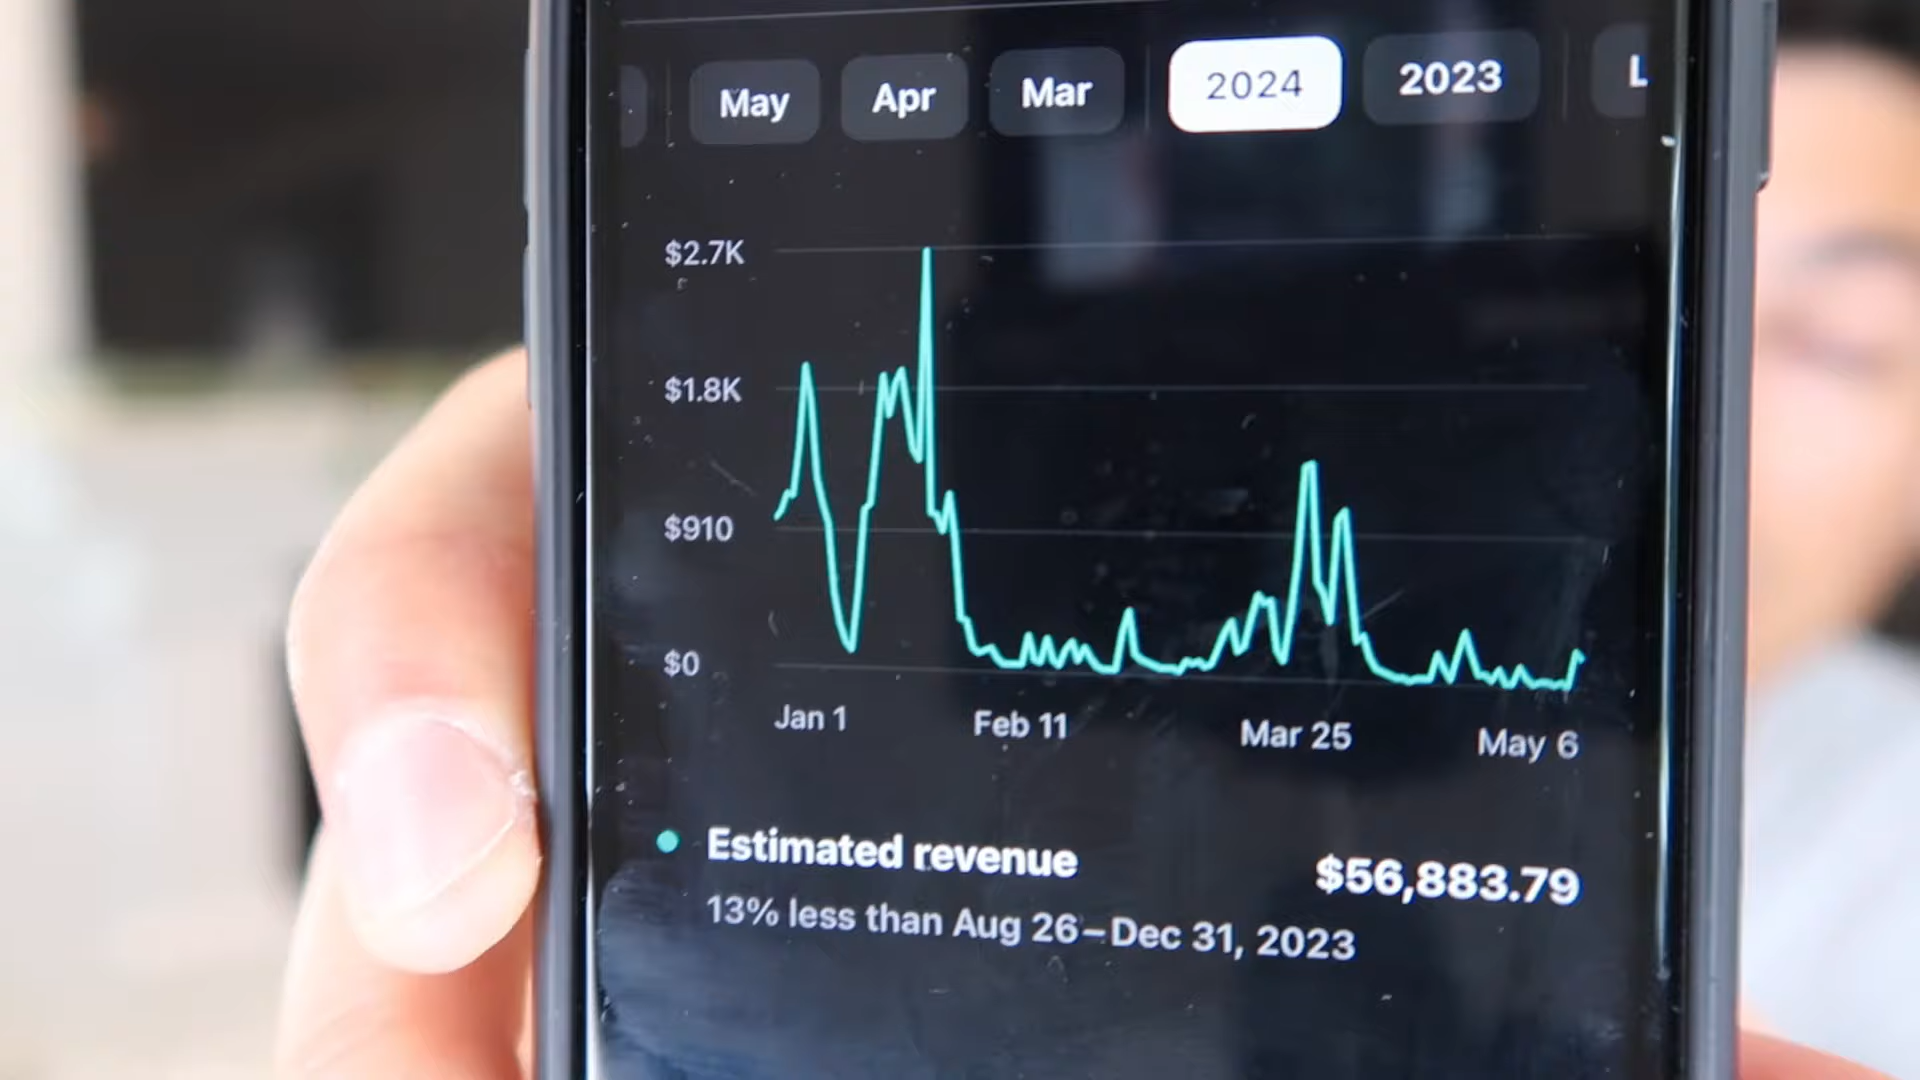 May Apr Mar 2024 2023 L
$2.7K
$1.8K
$910
$0
Jan 1 Feb 11 Mar 25 May 6
Estimated revenue $56,883.79
13% less than Aug 26–Dec 31, 2023